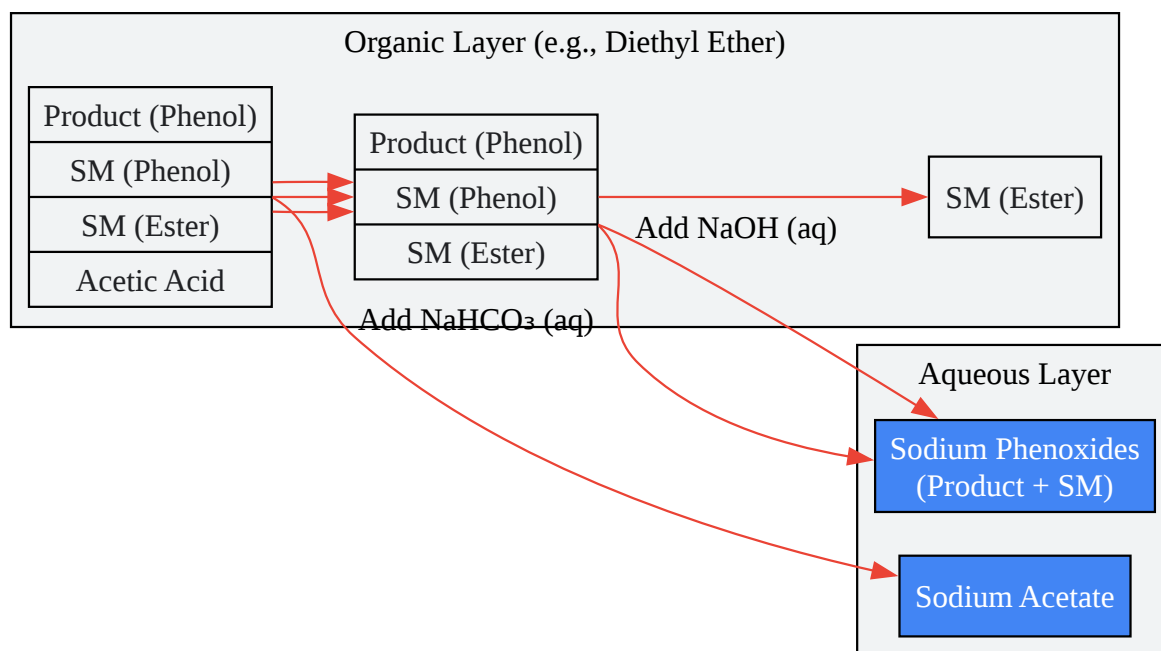 Organic Layer (e.g., Diethyl Ether)
Product (Phenol)
SM (Phenol)
SM (Ester)
Acetic Acid
Product (Phenol)
SM (Phenol)
SM (Ester)
SM (Ester)
Add NaOH (aq)
Add NaHCO₃ (aq)
Aqueous Layer
Sodium Phenoxides
(Product + SM)
Sodium Acetate